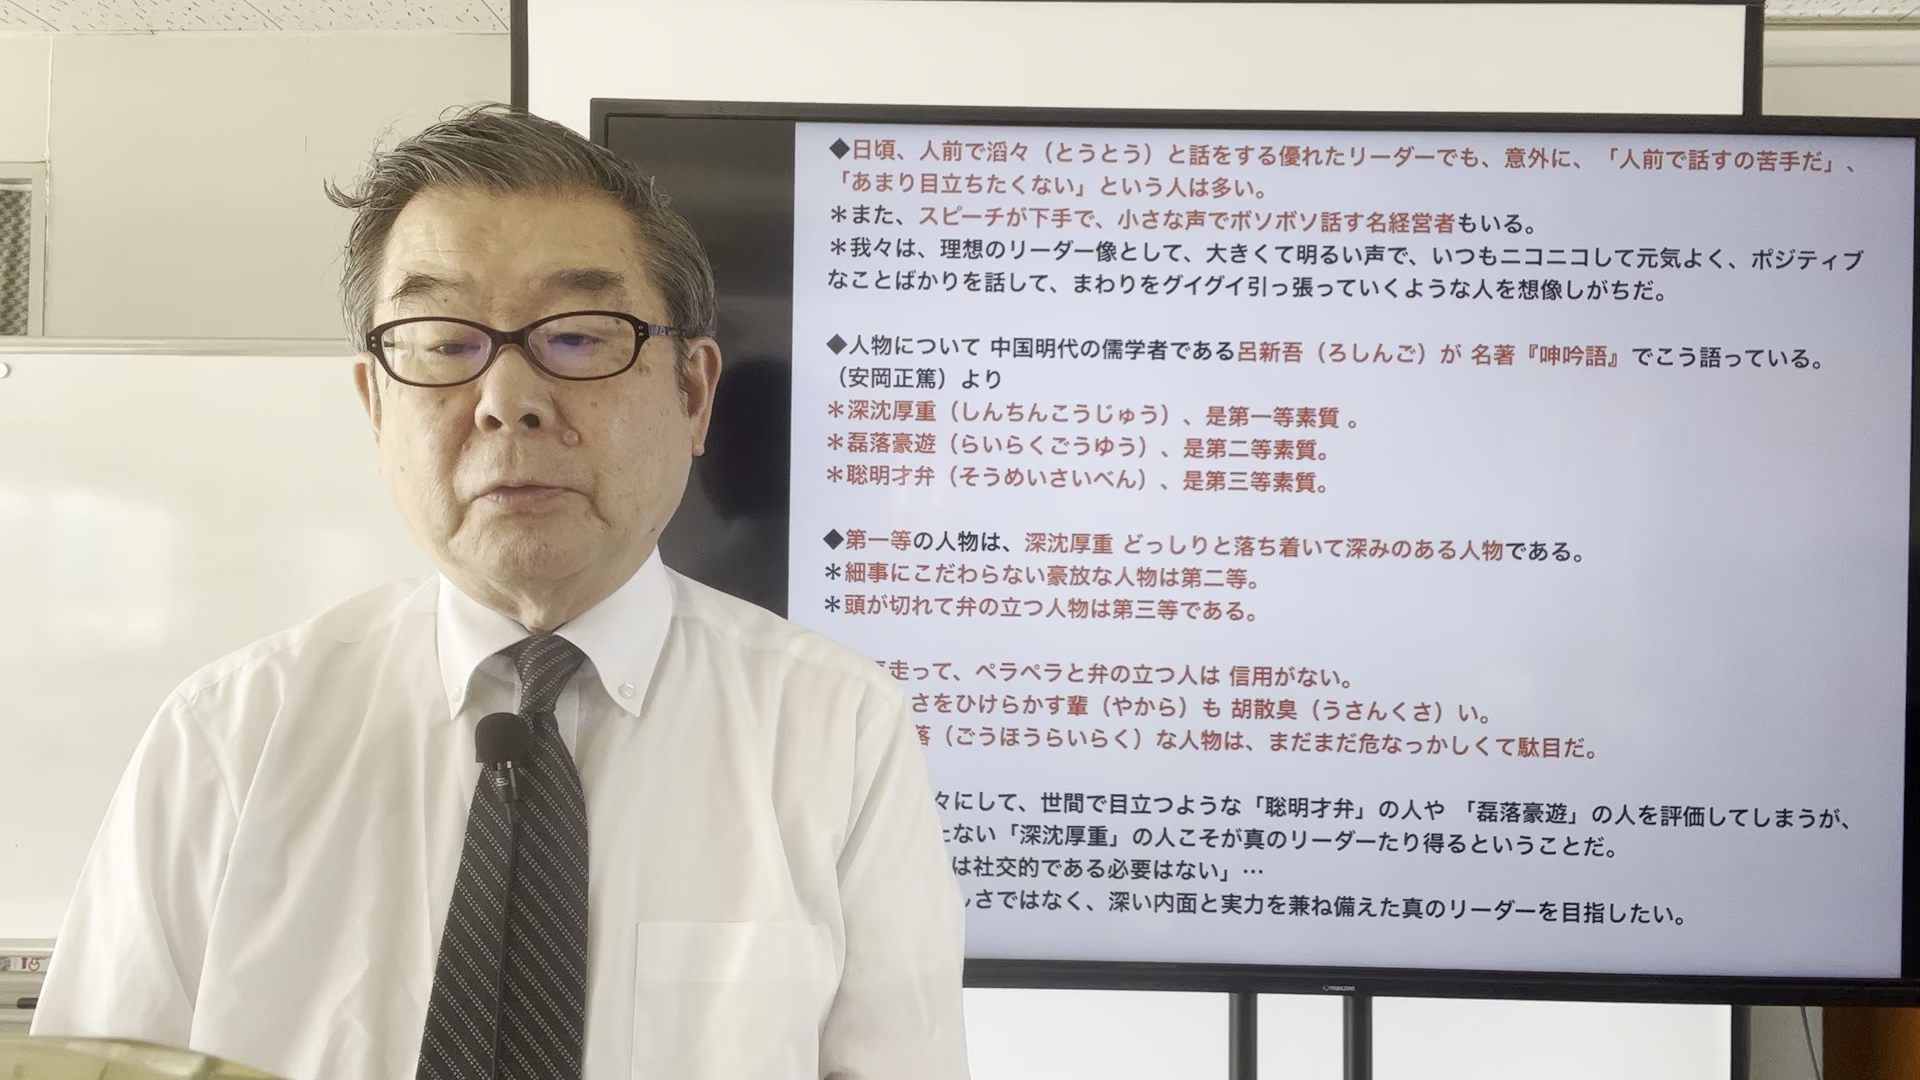 ◆日頃、人前で滔々（とうとう）と話をする優れたリーダーでも、意外に、「人前で話すの苦手だ」、
「あまり目立ちたくない」という人は多い。
＊また、スピーチが下手で、小さな声でボソボソ話す名経営者もいる。
＊我々は、理想のリーダー像として、大きくて明るい声で、いつもニコニコして元気よく、ポジティブ
なことばかりを話して、まわりをグイグイ引っ張っていくような人を想像しがちだ。
◆人物について 中国明代の儒学者である呂新吾（ろしんご）が 名著『呻吟語』でこう語っている。
（安岡正篤）より
＊深沈厚重（しんちんこうじゅう）、是第一等素質 。
＊磊落豪遊（らいらくごうゆう）、是第二等素質。
＊聡明才弁（そうめいさいべん）、是第三等素質。
◆第一等の人物は、深沈厚重 どっしりと落ち着いて深みのある人物である。
＊細事にこだわらない豪放な人物は第二等。
＊頭が切れて弁の立つ人物は第三等である。
走って、ペラペラと弁の立つ人は 信用がない。
さをひけらかす輩（やから）も 胡散臭（うさんくさ）い。
落（ごうほうらいらく）な人物は、まだまだ危なっかしくて駄目だ。
々にして、世間で目立つような「聡明才弁」の人や 「磊落豪遊」の人を評価してしまうが、
ない「深沈厚重」の人こそが真のリーダーたり得るということだ。
は社交的である必要はない」…
さではなく、深い内面と実力を兼ね備えた真のリーダーを目指したい。
maxzen